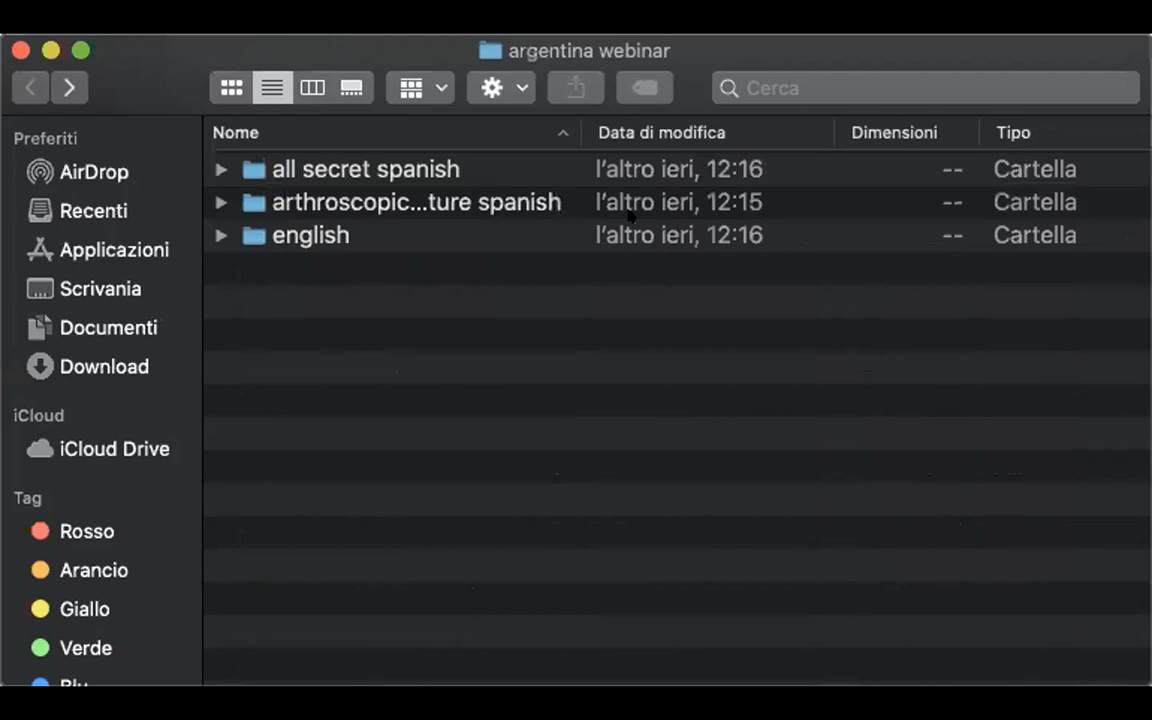 argentina webinar
Cerca
Preferiti
AirDrop
Recenti
Applicazioni
Scrivania
Documenti
Download
iCloud
iCloud Drive
Tag
Rosso
Arancio
Giallo
Verde
Blu
Nome Data di modifica Dimensioni Tipo
all secret spanish l'altro ieri, 12:16 -- Cartella
arthroscopic...ture spanish l'altro ieri, 12:15 -- Cartella
english l'altro ieri, 12:16 -- Cartella